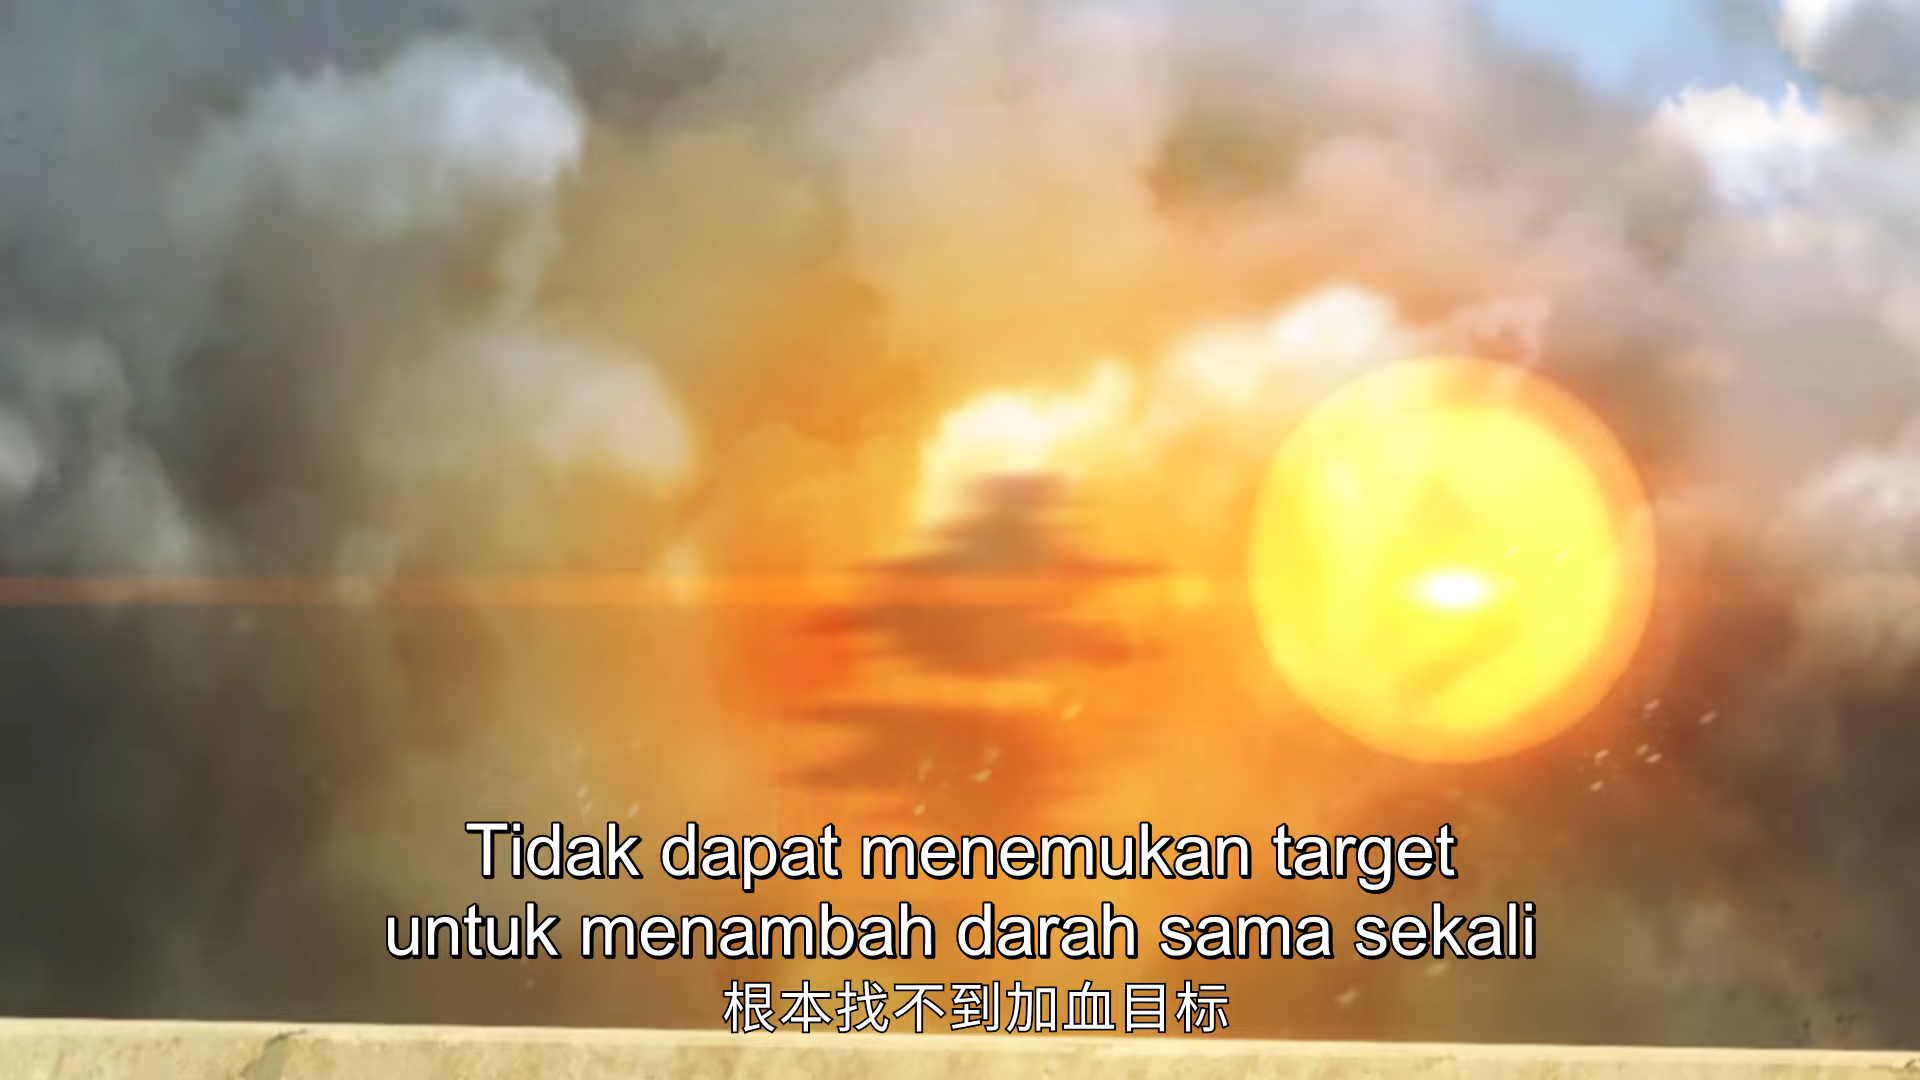 Tidak dapat menemukan target
untuk menambah darah sama sekali
根本找不到加血目标